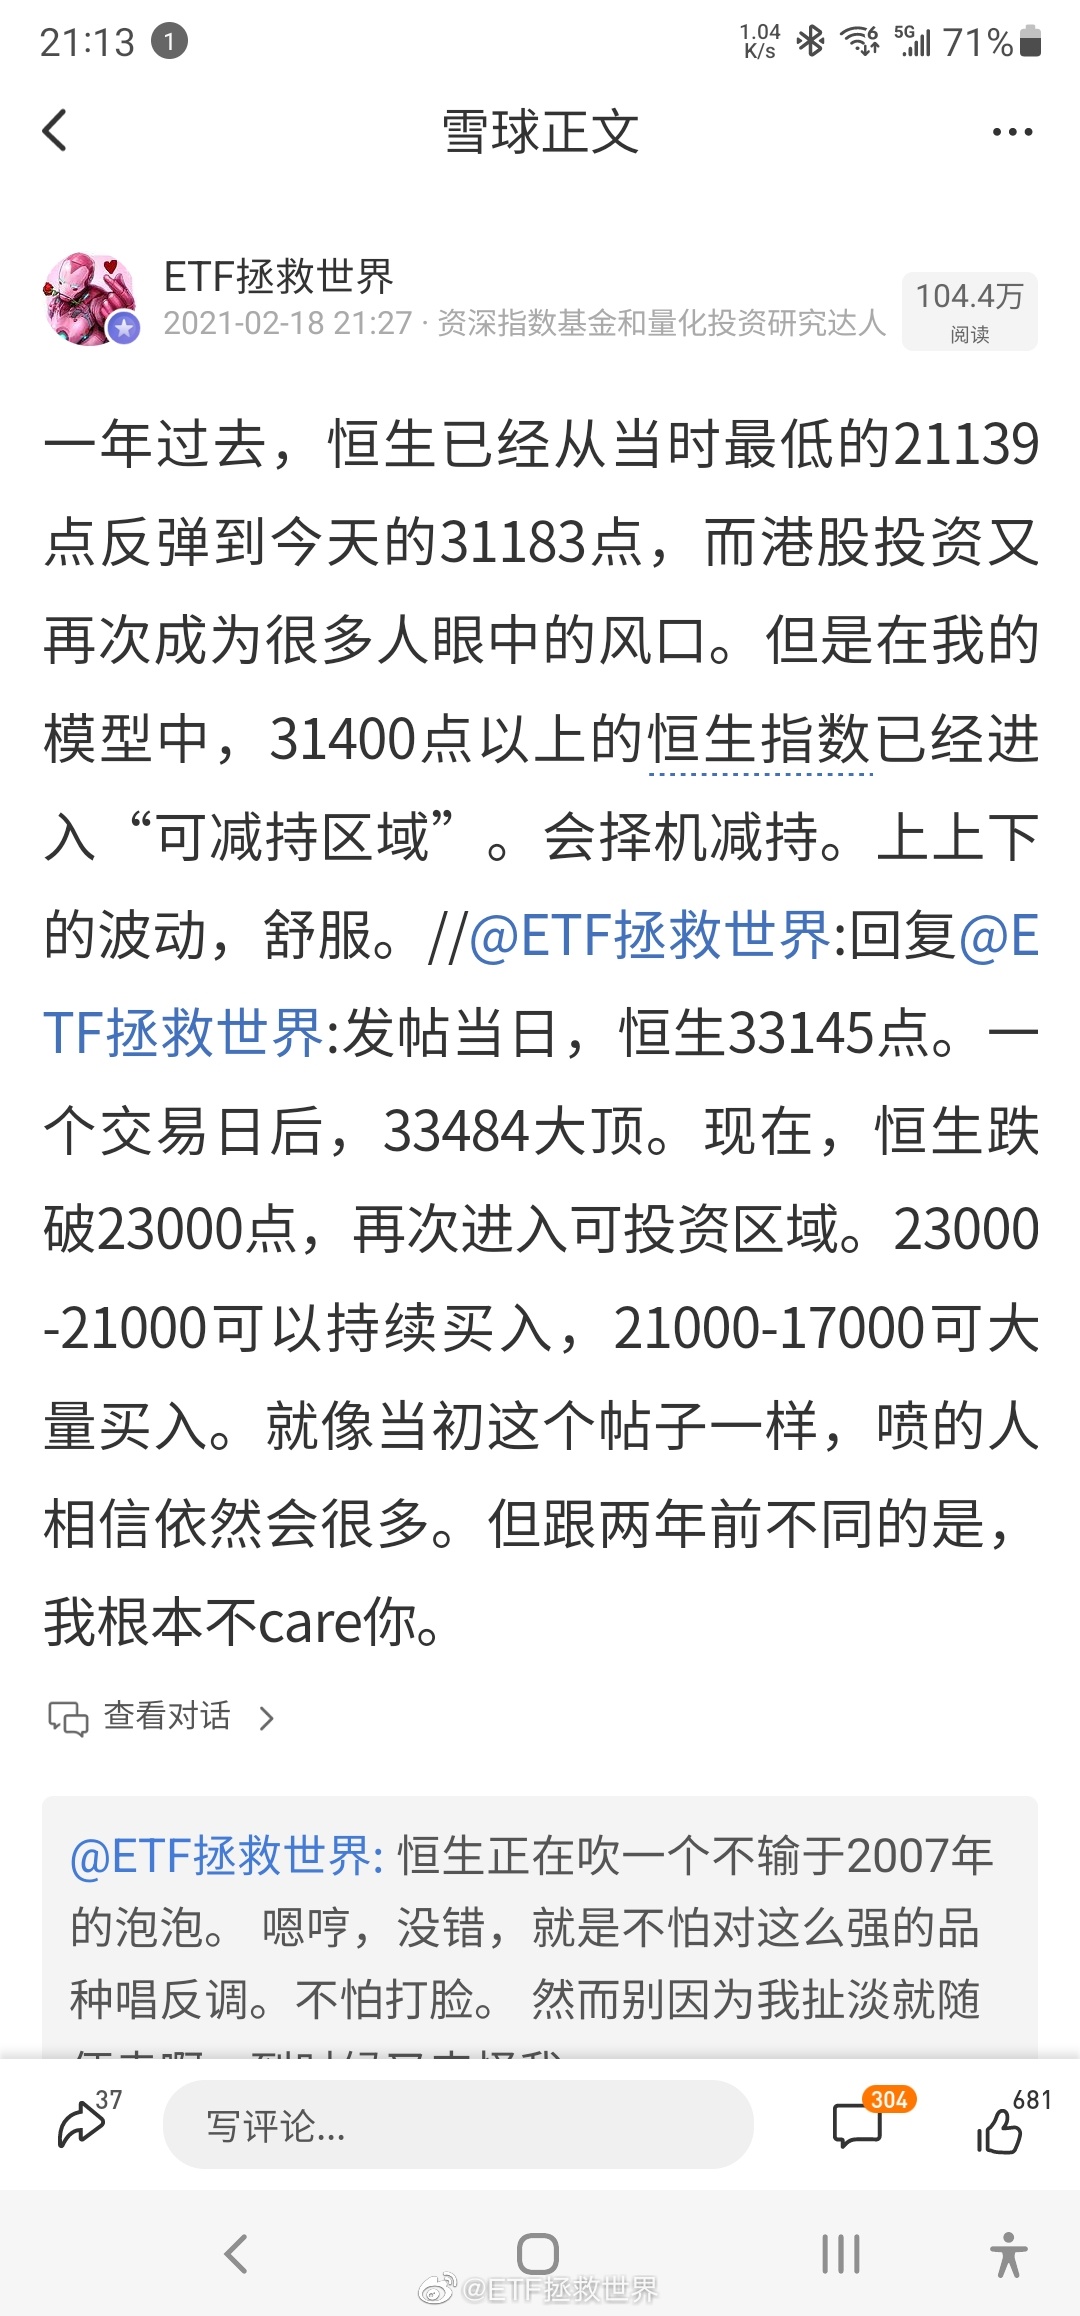 21:13 1 1.04 K/s 6 5G 71%
雪球正文
ETF拯救世界
2021-02-18 21:27 · 资深指数基金和量化投资研究达人
104.4万
阅读
一年过去，恒生已经从当时最低的21139
点反弹到今天的31183点，而港股投资又
再次成为很多人眼中的风口。但是在我的
模型中，31400点以上的恒生指数已经进
入“可减持区域”。会择机减持。上上下
的波动，舒服。//@ETF拯救世界:回复@E
TF拯救世界:发帖当日，恒生33145点。一
个交易日后，33484大顶。现在，恒生跌
破23000点，再次进入可投资区域。23000
-21000可以持续买入，21000-17000可大
量买入。就像当初这个帖子一样，喷的人
相信依然会很多。但跟两年前不同的是，
我根本不care你。
查看对话
@ETF拯救世界: 恒生正在吹一个不输于2007年
的泡泡。 嗯哼，没错，就是不怕对这么强的品
种唱反调。不怕打脸。 然而别因为我扯淡就随
37
写评论...
304
681
@ETF拯救世界